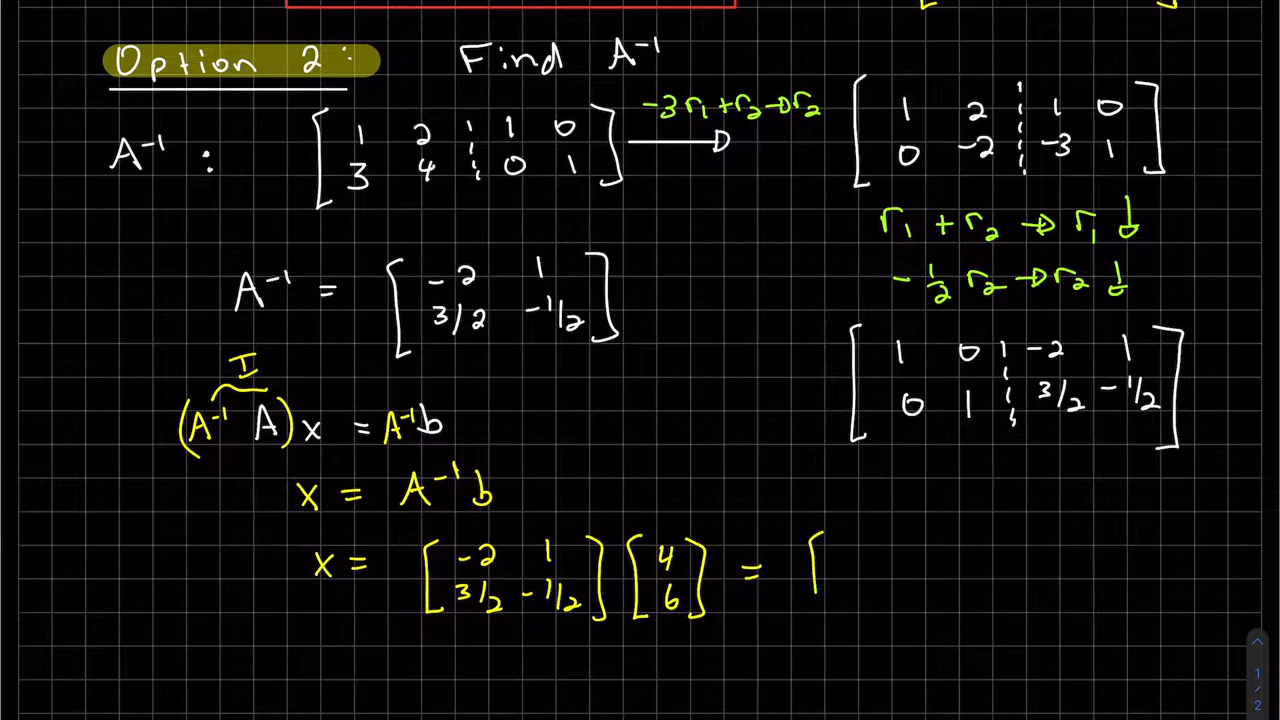 Option 2: Find A⁻¹
A⁻¹ : [ 1 2 ¦ 1 0 ] -3r₁+r₂→r₂ [ 1 2 ¦ 1 0 ]
[ 3 4 ¦ 0 1 ] [ 0 -2 ¦ -3 1 ]
r₁ + r₂ → r₁ ↓
- 1/2 r₂ → r₂ ↓
A⁻¹ = [ -2 1 ]
[ 3/2 -1/2 ]
[ 1 0 ¦ -2 1 ]
[ 0 1 ¦ 3/2 -1/2 ]
I
(A⁻¹ A) x = A⁻¹b
x = A⁻¹ b
x = [ -2 1 ] [ 4 ] = [
[ 3/2 -1/2 ] [ 6 ]
1/2